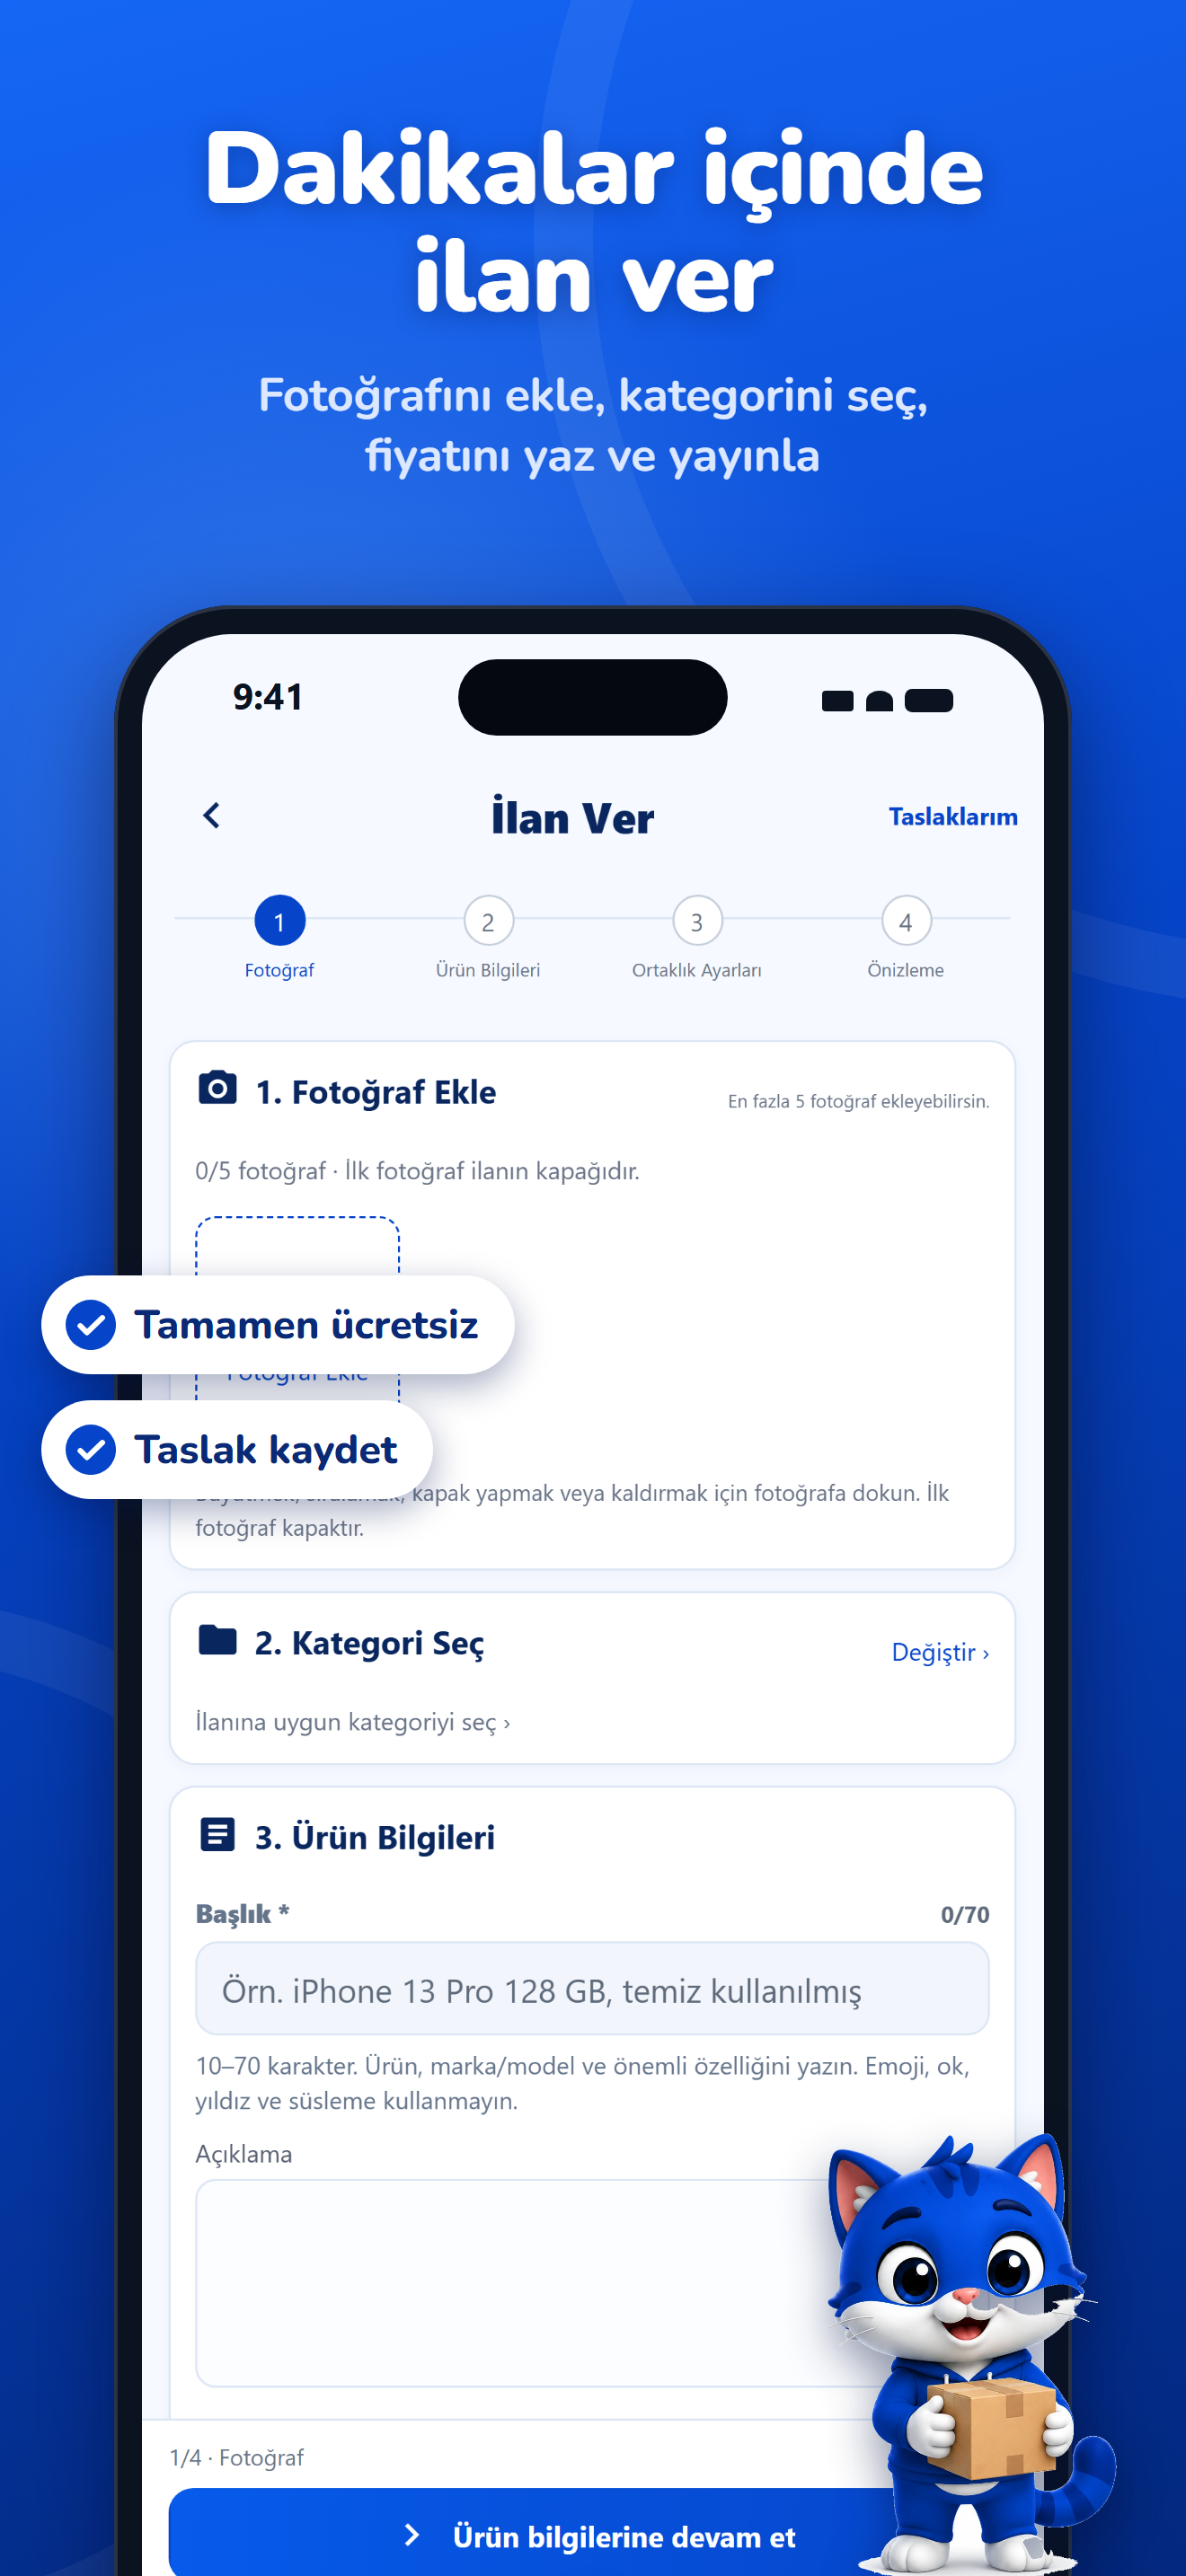 Dakikalar içinde
ilan ver
Fotoğrafını ekle, kategorini seç,
fiyatını yaz ve yayınla
9:41
İlan Ver
Taslaklarım
1
2
3
4
Fotoğraf
Ürün Bilgileri
Ortaklık Ayarları
Önizleme
1. Fotoğraf Ekle
En fazla 5 fotoğraf ekleyebilirsin.
0/5 fotoğraf · İlk fotoğraf ilanın kapağıdır.
Tamamen ücretsiz
Fotoğraf Ekle
Taslak kaydet
kapak yapmak veya kaldırmak için fotoğrafa dokun. İlk
fotoğraf kapaktır.
2. Kategori Seç
Değiştir ›
İlanına uygun kategoriyi seç ›
3. Ürün Bilgileri
Başlık *
0/70
Örn. iPhone 13 Pro 128 GB, temiz kullanılmış
10–70 karakter. Ürün, marka/model ve önemli özelliğini yazın. Emoji, ok,
yıldız ve süsleme kullanmayın.
Açıklama
1/4 · Fotoğraf
Ürün bilgilerine devam et